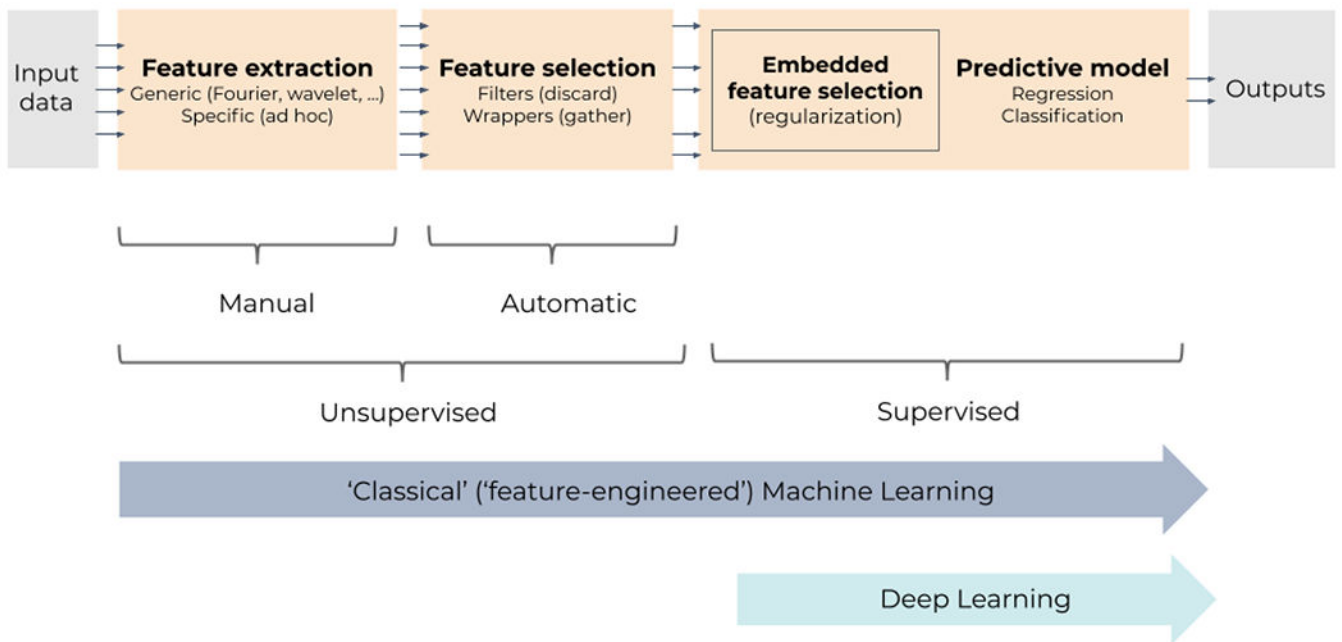 Input
data
Feature extraction
Generic (Fourier, wavelet, ...)
Specific (ad hoc)
Feature selection
Filters (discard)
Wrappers (gather)
Embedded
feature selection
(regularization)
Predictive model
Regression
Classification
Outputs
Manual
Automatic
Unsupervised
Supervised
‘Classical’ (‘feature-engineered’) Machine Learning
Deep Learning